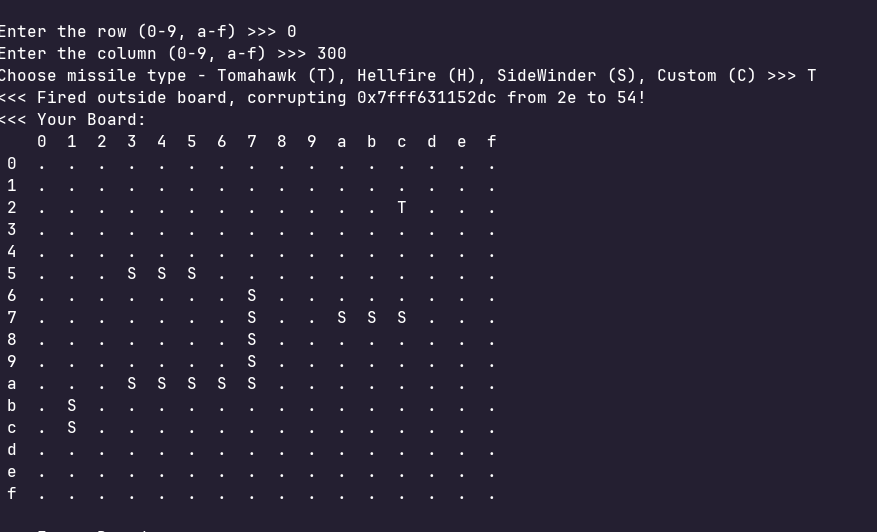 Enter the row (0-9, a-f) >>> 0
Enter the column (0-9, a-f) >>> 300
Choose missile type - Tomahawk (T), Hellfire (H), SideWinder (S), Custom (C) >>> T
<<< Fired outside board, corrupting 0x7fff631152dc from 2e to 54!
<<< Your Board:
0 1 2 3 4 5 6 7 8 9 a b c d e f
0 . . . . . . . . . . . . . . . .
1 . . . . . . . . . . . . . . . .
2 . . . . . . . . . . . . T . . .
3 . . . . . . . . . . . . . . . .
4 . . . . . . . . . . . . . . . .
5 . . . S S S . . . . . . . . . .
6 . . . . . . . S . . . . . . . .
7 . . . . . . . S . . S S S . . .
8 . . . . . . . S . . . . . . . .
9 . . . . . . . S . . . . . . . .
a . . . S S S S S . . . . . . . .
b . S . . . . . . . . . . . . . .
c . S . . . . . . . . . . . . . .
d . . . . . . . . . . . . . . . .
e . . . . . . . . . . . . . . . .
f . . . . . . . . . . . . . . . .